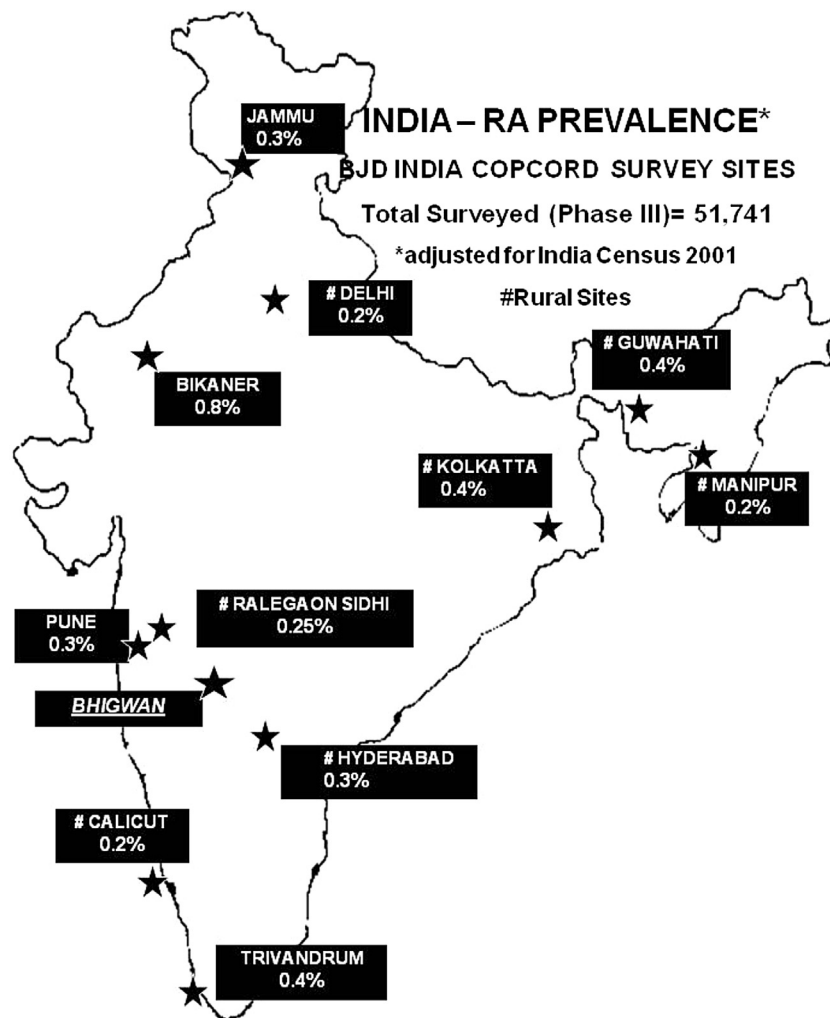 JAMMU
0.3%
INDIA – RA PREVALENCE*
BJD INDIA COPCORD SURVEY SITES
Total Surveyed (Phase III)= 51,741
*adjusted for India Census 2001
#Rural Sites
# DELHI
0.2%
# GUWAHATI
0.4%
BIKANER
0.8%
# KOLKATTA
0.4%
# MANIPUR
0.2%
# RALEGAON SIDHI
0.25%
PUNE
0.3%
BHIGWAN
# HYDERABAD
0.3%
# CALICUT
0.2%
TRIVANDRUM
0.4%